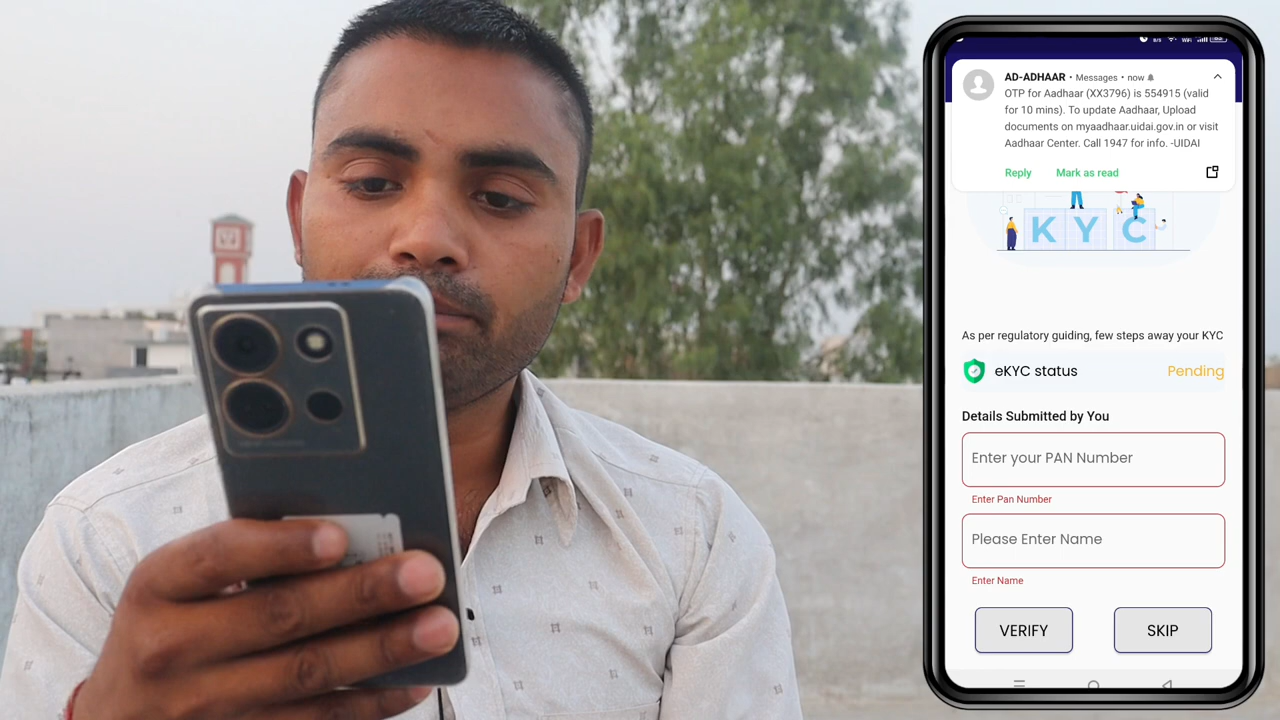 AD-ADHAAR • Messages • now
OTP for Aadhaar (XX3796) is 554915 (valid
for 10 mins). To update Aadhaar, Upload
documents on myaadhaar.uidai.gov.in or visit
Aadhaar Center. Call 1947 for info. -UIDAI
Reply Mark as read
KYC
As per regulatory guiding, few steps away your KYC
eKYC status Pending
Details Submitted by You
Enter your PAN Number
Enter Pan Number
Please Enter Name
Enter Name
VERIFY SKIP